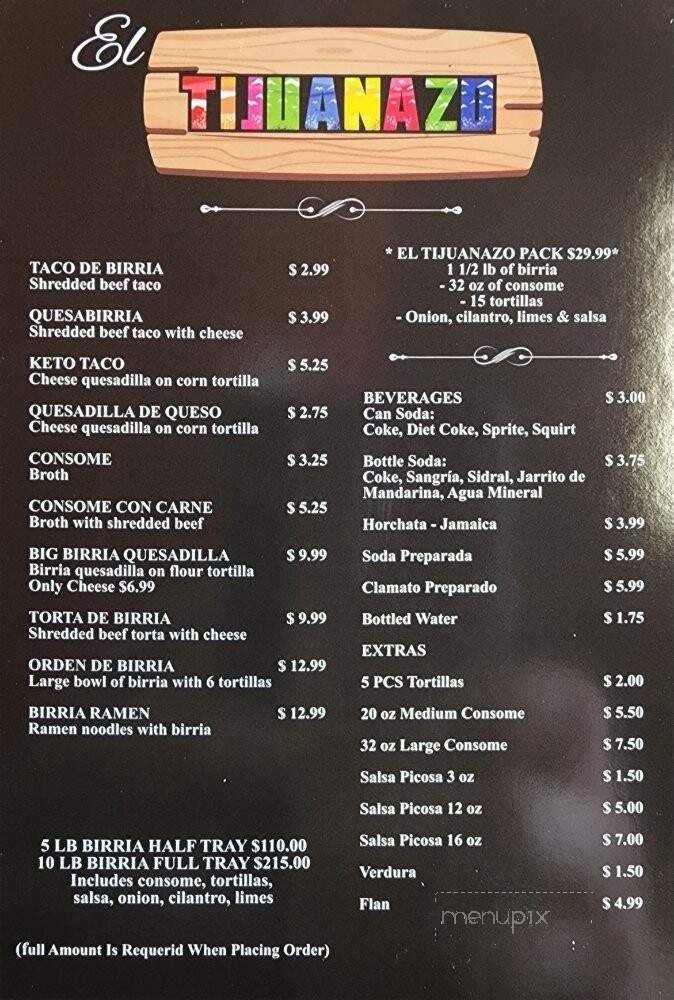 El
TIJUANAZO
TACO DE BIRRIA $ 2.99
Shredded beef taco
QUESABIRRIA $ 3.99
Shredded beef taco with cheese
KETO TACO $ 5.25
Cheese quesadilla on corn tortilla
QUESADILLA DE QUESO $ 2.75
Cheese quesadilla on corn tortilla
CONSOME $ 3.25
Broth
CONSOME CON CARNE $ 5.25
Broth with shredded beef
BIG BIRRIA QUESADILLA $ 9.99
Birria quesadilla on flour tortilla
Only Cheese $6.99
TORTA DE BIRRIA $ 9.99
Shredded beef torta with cheese
ORDEN DE BIRRIA $ 12.99
Large bowl of birria with 6 tortillas
BIRRIA RAMEN $ 12.99
Ramen noodles with birria
5 LB BIRRIA HALF TRAY $110.00
10 LB BIRRIA FULL TRAY $215.00
Includes consome, tortillas,
salsa, onion, cilantro, limes
(full Amount Is Requerid When Placing Order)
* EL TIJUANAZO PACK $29.99*
1 1/2 lb of birria
- 32 oz of consome
- 15 tortillas
- Onion, cilantro, limes & salsa
BEVERAGES $ 3.00
Can Soda:
Coke, Diet Coke, Sprite, Squirt
Bottle Soda: $ 3.75
Coke, Sangría, Sidral, Jarrito de
Mandarina, Agua Mineral
Horchata - Jamaica $ 3.99
Soda Preparada $ 5.99
Clamato Preparado $ 5.99
Bottled Water $ 1.75
EXTRAS
5 PCS Tortillas $ 2.00
20 oz Medium Consome $ 5.50
32 oz Large Consome $ 7.50
Salsa Picosa 3 oz $ 1.50
Salsa Picosa 12 oz $ 5.00
Salsa Picosa 16 oz $ 7.00
Verdura $ 1.50
Flan $ 4.99
menupix